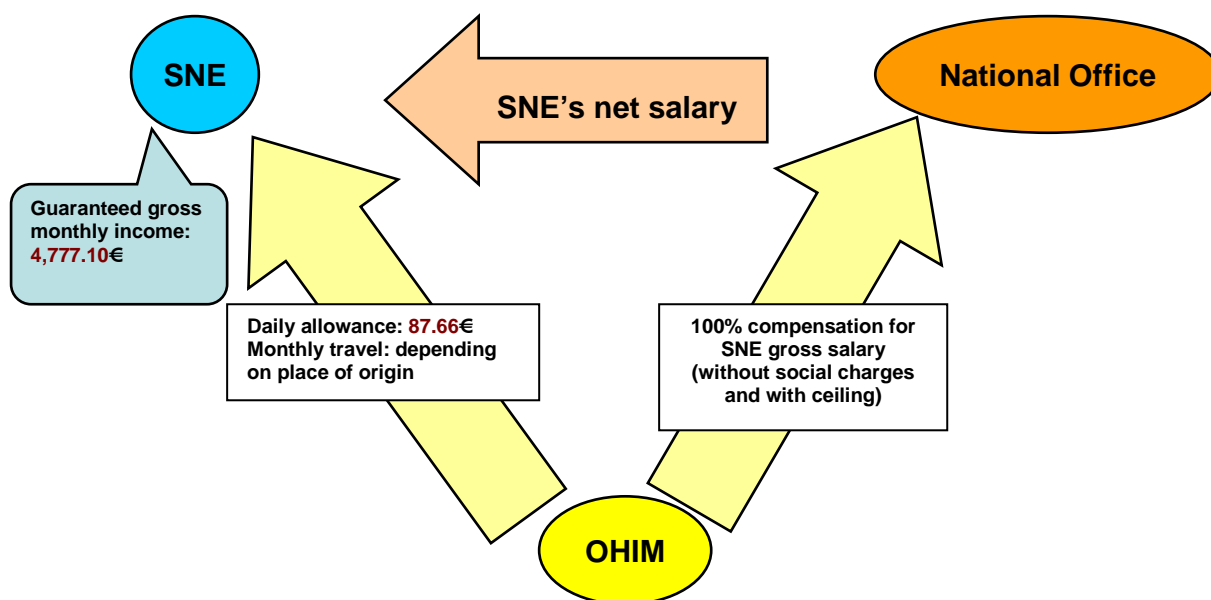 SNE
National Office
SNE’s net salary
Guaranteed gross
monthly income:
4,777.10€
Daily allowance: 87.66€
Monthly travel: depending
on place of origin
100% compensation for
SNE gross salary
(without social charges
and with ceiling)
OHIM